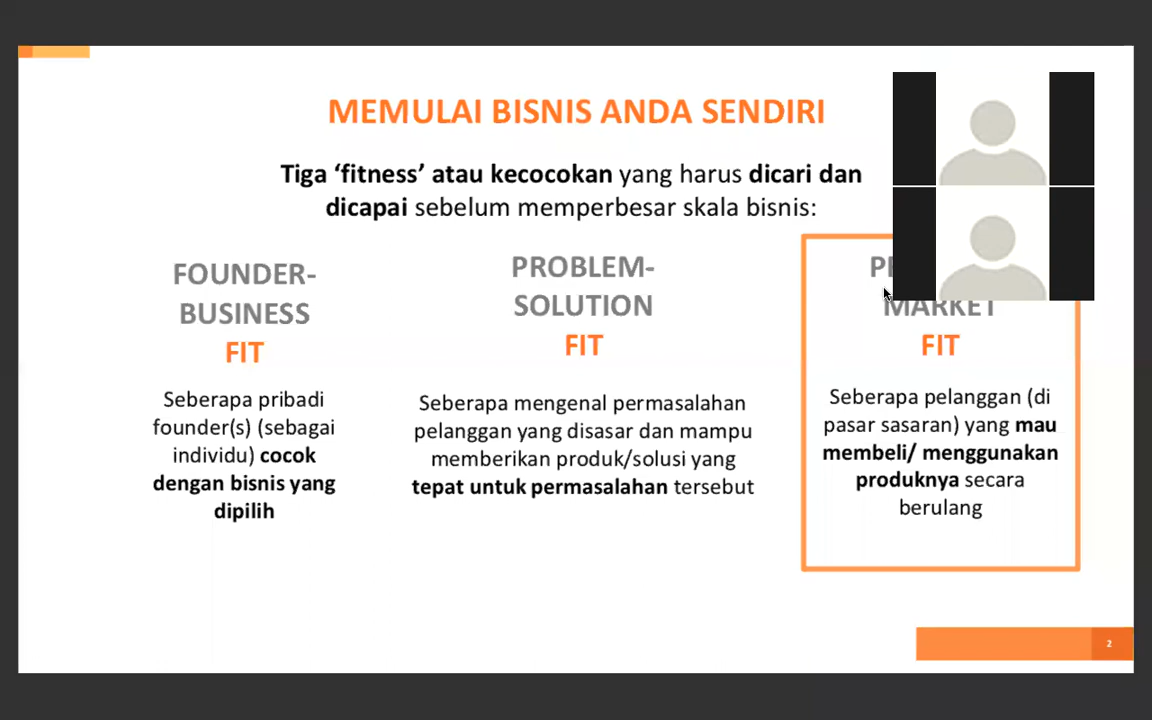 MEMULAI BISNIS ANDA SENDIRI
Tiga ‘fitness’ atau kecocokan yang harus dicari dan
dicapai sebelum memperbesar skala bisnis:
FOUNDER-
BUSINESS
FIT
Seberapa pribadi
founder(s) (sebagai
individu) cocok
dengan bisnis yang
dipilih
PROBLEM-
SOLUTION
FIT
Seberapa mengenal permasalahan
pelanggan yang disasar dan mampu
memberikan produk/solusi yang
tepat untuk permasalahan tersebut
MARKET
FIT
Seberapa pelanggan (di
pasar sasaran) yang mau
membeli/ menggunakan
produknya secara
berulang
2